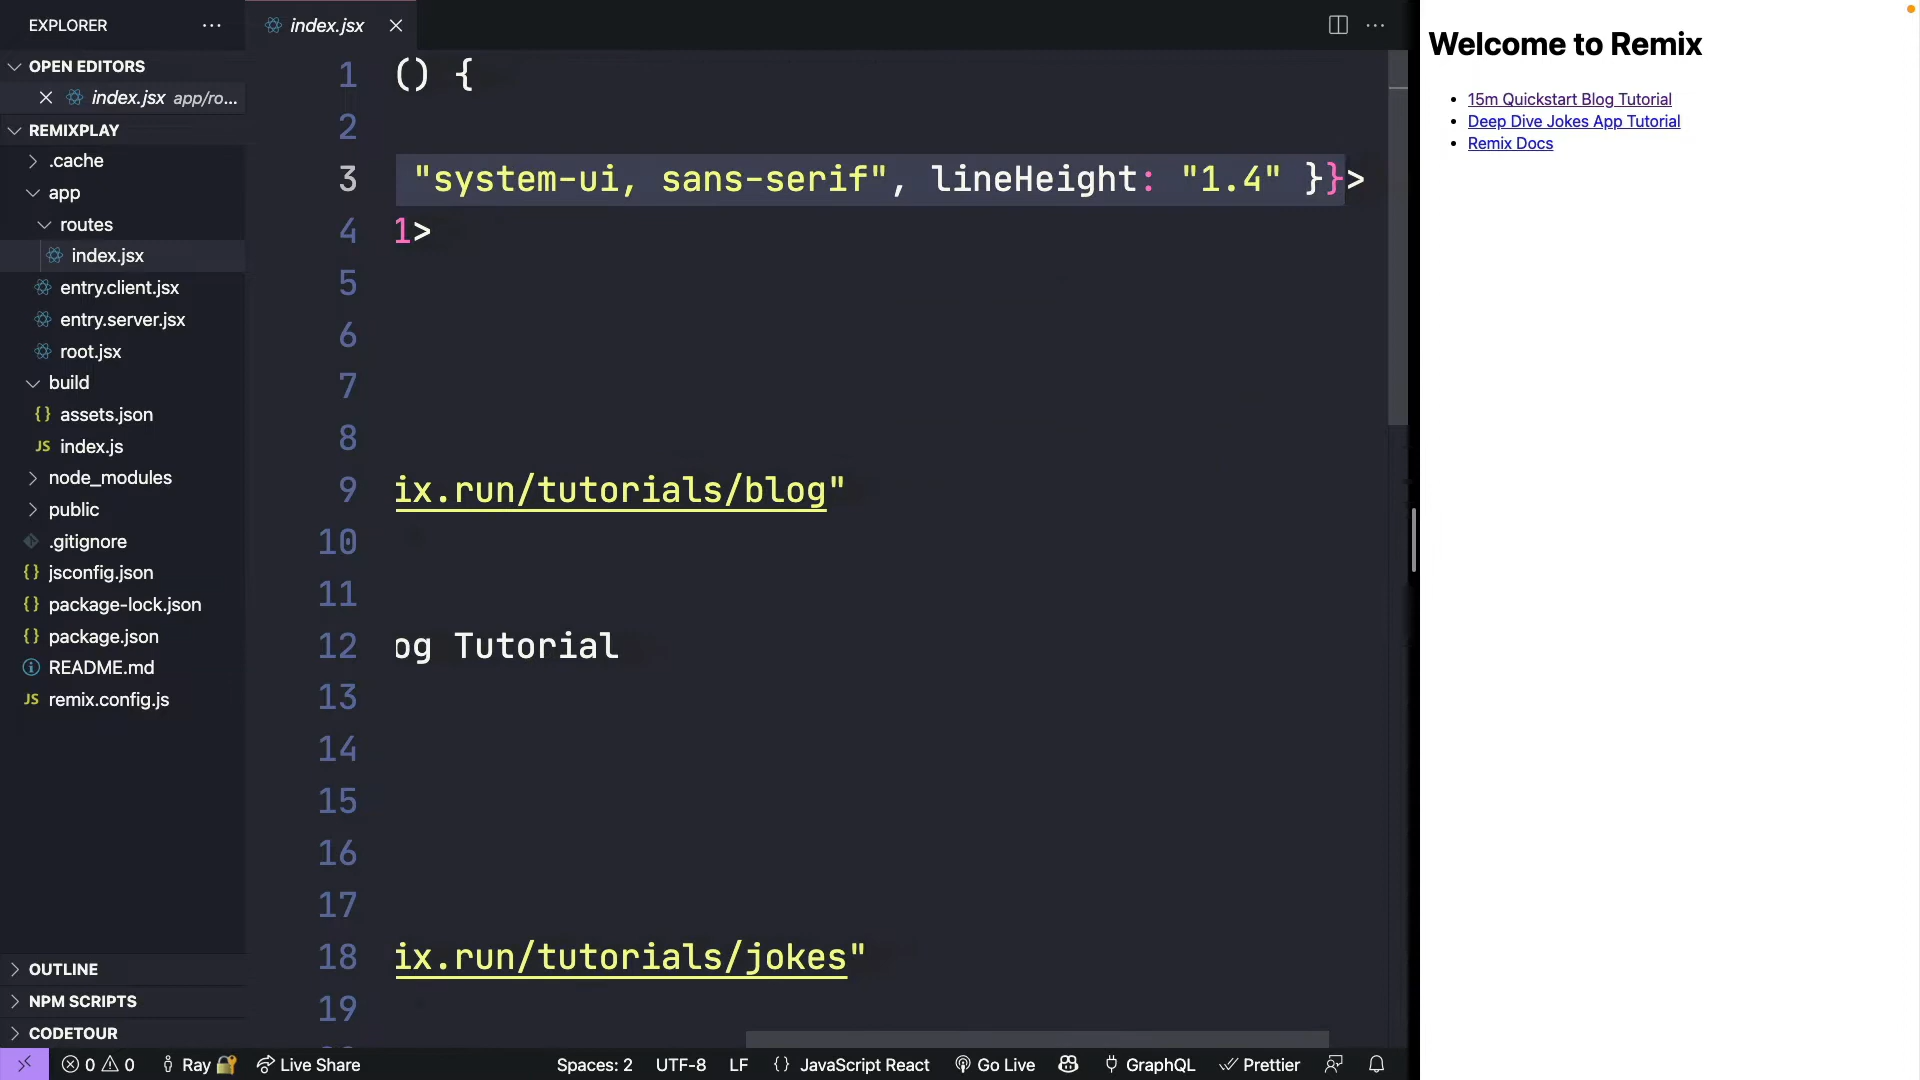 EXPLORER
OPEN EDITORS
index.jsx app/ro...
REMIXPLAY
.cache
app
routes
index.jsx
entry.client.jsx
entry.server.jsx
root.jsx
build
{} assets.json
JS index.js
node_modules
public
.gitignore
{} jsconfig.json
{} package-lock.json
{} package.json
README.md
JS remix.config.js
OUTLINE
NPM SCRIPTS
CODETOUR
index.jsx
1 () {
2
3 "system-ui, sans-serif", lineHeight: "1.4" }}>
4 1>
5
6
7
8
9 ix.run/tutorials/blog"
10
11
12 og Tutorial
13
14
15
16
17
18 ix.run/tutorials/jokes"
19
Welcome to Remix
• 15m Quickstart Blog Tutorial
• Deep Dive Jokes App Tutorial
• Remix Docs
0 0 Ray Live Share Spaces: 2 UTF-8 LF {} JavaScript React Go Live GraphQL Prettier